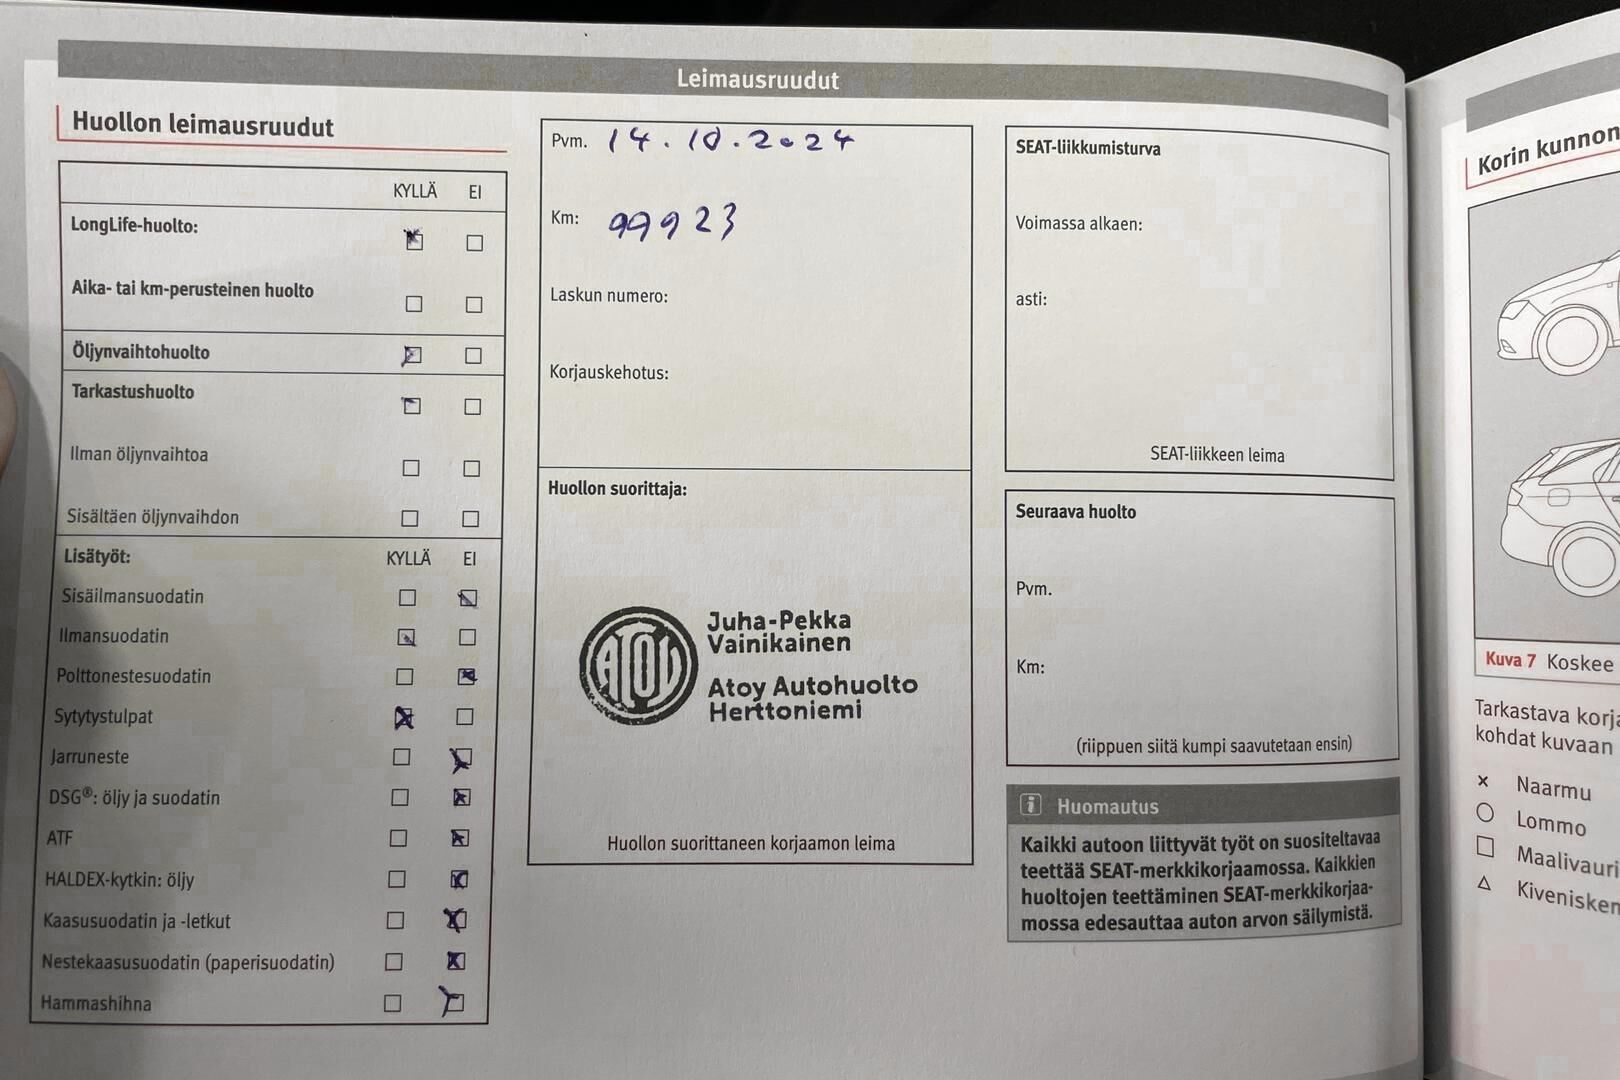 Leimausruudut
Huollon leimausruudut
KYLLÄ EI
LongLife-huolto:
Aika- tai km-perusteinen huolto
Öljynvaihtohuolto
Tarkastushuolto
Ilman öljynvaihtoa
Sisältäen öljynvaihdon
Lisätyöt: KYLLÄ EI
Sisäilmansuodatin
Ilmansuodatin
Polttonestesuodatin
Sytytystulpat
Jarruneste
DSG®: öljy ja suodatin
ATF
HALDEX-kytkin: öljy
Kaasusuodatin ja -letkut
Nestekaasusuodatin (paperisuodatin)
Hammashihna
Pvm. 14.10.2024
Km: 99923
Laskun numero:
Korjauskehotus:
Huollon suorittaja:
ATOY
Juha-Pekka
Vainikainen
Atoy Autohuolto
Herttoniemi
Huollon suorittaneen korjaamon leima
SEAT-liikkumisturva
Voimassa alkaen:
asti:
SEAT-liikkeen leima
Seuraava huolto
Pvm.
Km:
(riippuen siitä kumpi saavutetaan ensin)
i Huomautus
Kaikki autoon liittyvät työt on suositeltavaa
teettää SEAT-merkkikorjaamossa. Kaikkien
huoltojen teettäminen SEAT-merkkikorjaa-
mossa edesauttaa auton arvon säilymistä.
Korin kunnon
Kuva 7 Koskee
Tarkastava korja
kohdat kuvaan
Naarmu
Lommo
Maalivauri
Kivenisken